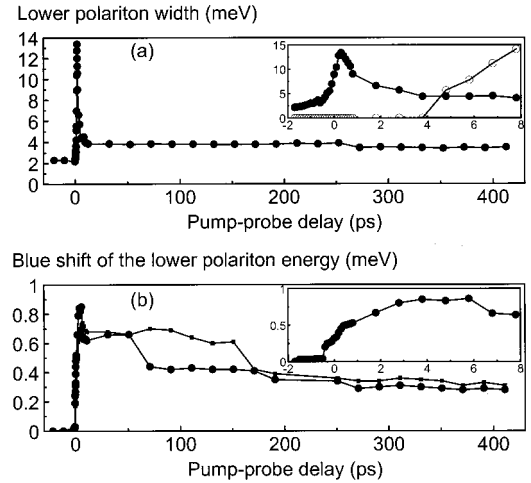 Lower polariton width (meV)
(a)
14
12
10
8
6
4
2
0
15
10
5
0
-2 0 2 4 6 8
0 100 200 300 400
Pump-probe delay (ps)
Blue shift of the lower polariton energy (meV)
(b)
1
0.8
0.6
0.4
0.2
0
1
0.5
0
-2 0 2 4 6 8
0 100 200 300 400
Pump-probe delay (ps)